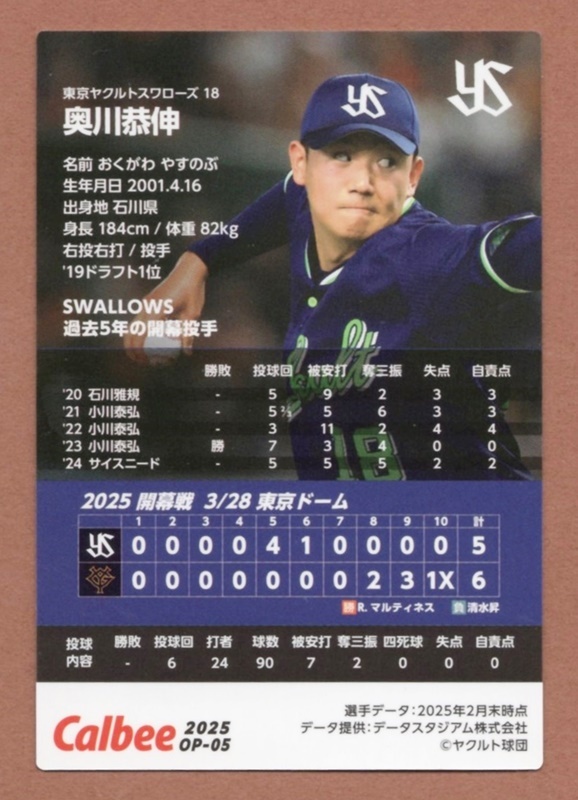 東京ヤクルトスワローズ 18
奥川恭伸
名前 おくがわ やすのぶ
生年月日 2001.4.16
出身地 石川県
身長 184cm / 体重 82kg
右投右打 / 投手
'19ドラフト1位
SWALLOWS
過去5年の開幕投手
勝敗 投球回 被安打 奪三振 失点 自責点
'20 石川雅規 - 5 9 2 3 3
'21 小川泰弘 - 5⅔ 5 6 3 3
'22 小川泰弘 - 3 11 2 4 4
'23 小川泰弘 勝 7 3 4 0 0
'24 サイスニード - 5 5 5 2 2
2025 開幕戦 3/28 東京ドーム
1 2 3 4 5 6 7 8 9 10 計
YS 0 0 0 0 4 1 0 0 0 0 5
YG 0 0 0 0 0 0 0 2 3 1X 6
勝 R. マルティネス 負 清水昇
投球内容 勝敗 投球回 打者 球数 被安打 奪三振 四死球 失点 自責点
- 6 24 90 7 2 0 0 0
選手データ:2025年2月末時点
データ提供:データスタジアム株式会社
©ヤクルト球団
Calbee 2025
OP-05